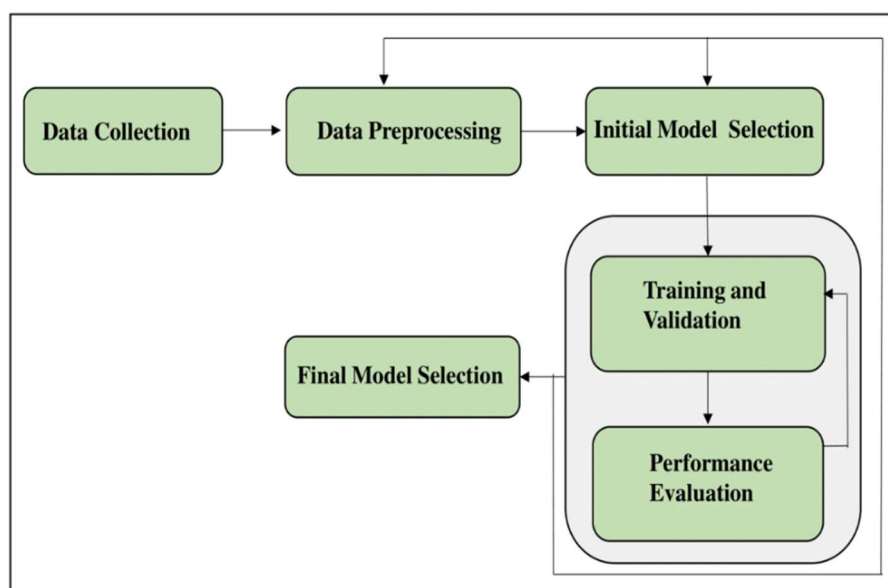 Data Collection
Data Preprocessing
Initial Model Selection
Training and
Validation
Final Model Selection
Performance
Evaluation